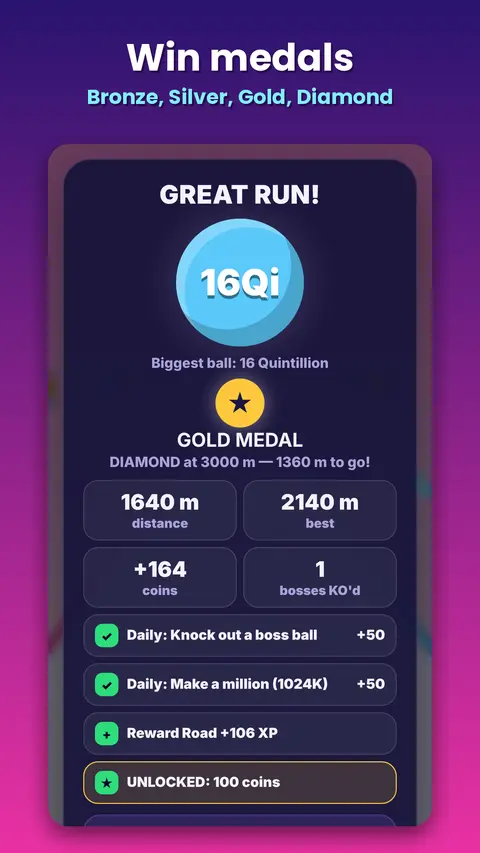 Win medals
Bronze, Silver, Gold, Diamond
GREAT RUN!
16Qi
Biggest ball: 16 Quintillion
GOLD MEDAL
DIAMOND at 3000 m — 1360 m to go!
1640 m
distance
2140 m
best
+164
coins
1
bosses KO'd
Daily: Knock out a boss ball +50
Daily: Make a million (1024K) +50
Reward Road +106 XP
UNLOCKED: 100 coins